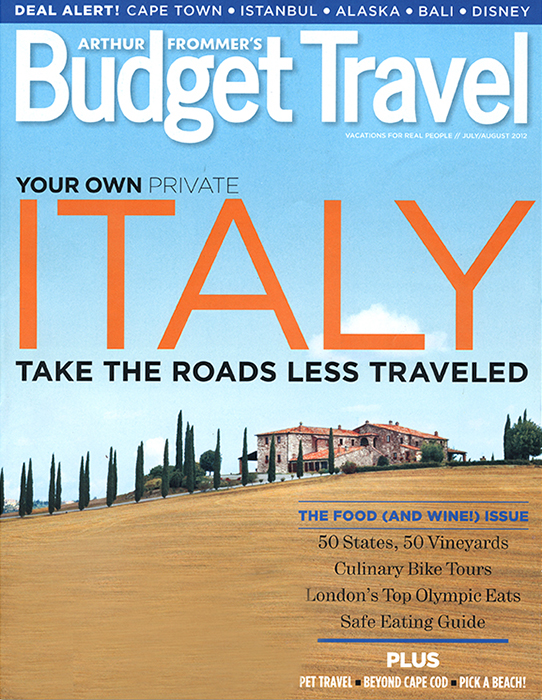 DEAL ALERT! CAPE TOWN • ISTANBUL • ALASKA • BALI • DISNEY
ARTHUR FROMMER'S
Budget Travel
VACATIONS FOR REAL PEOPLE // JULY/AUGUST 2012
YOUR OWN PRIVATE
ITALY
TAKE THE ROADS LESS TRAVELED
THE FOOD (AND WINE!) ISSUE
50 States, 50 Vineyards
Culinary Bike Tours
London's Top Olympic Eats
Safe Eating Guide
PLUS
PET TRAVEL ▪ BEYOND CAPE COD ▪ PICK A BEACH!